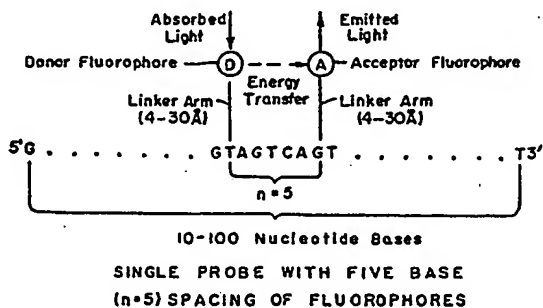 Absorbed Light
Emitted Light
Donor Fluorophore
D
A
Acceptor Fluorophore
Energy Transfer
Linker Arm (4-30Å)
Linker Arm (4-30Å)
5'G . . . . . . . . . . . GTAGTCAGT . . . . . . . . . . . T3'
n=5
10-100 Nucleotide Bases
SINGLE PROBE WITH FIVE BASE
(n=5) SPACING OF FLUOROPHORES